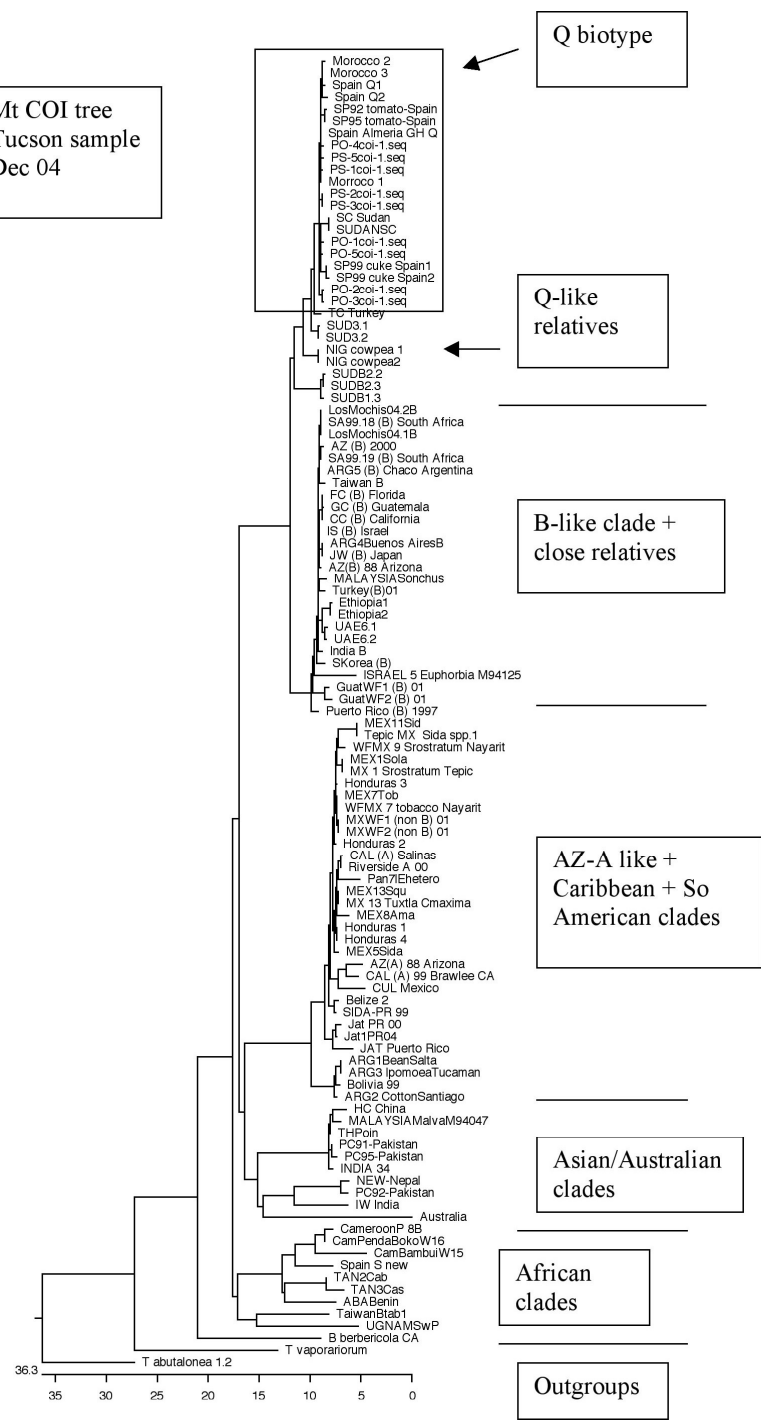 Q biotype
Mt COI tree
Tucson sample
Dec 04
Morocco 2
Morocco 3
Spain Q1
Spain Q2
SP92 tomato-Spain
SP95 tomato-Spain
Spain Almeria GH Q
PO-4coi-1.seq
PS-5coi-1.seq
PS-1coi-1.seq
Morroco 1
PS-2coi-1.seq
PS-3coi-1.seq
SC Sudan
SUDANSC
PO-1coi-1.seq
PO-5coi-1.seq
SP99 cuke Spain1
SP99 cuke Spain2
PO-2coi-1.seq
PO-3coi-1.seq
TC Turkey
Q-like
relatives
SUD3.1
SUD3.2
NIG cowpea 1
NIG cowpea2
SUDB2.2
SUDB2.3
SUDB1.3
LosMochis04.2B
SA99.18 (B) South Africa
LosMochis04.1B
AZ (B) 2000
SA99.19 (B) South Africa
ARG5 (B) Chaco Argentina
Taiwan B
FC (B) Florida
GC (B) Guatemala
CC (B) California
IS (B) Israel
ARG4Buenos AiresB
JW (B) Japan
AZ(B) 88 Arizona
MALAYSIASonchus
Turkey(B)01
Ethiopia1
Ethiopia2
UAE6.1
UAE6.2
India B
SKorea (B)
ISRAEL 5 Euphorbia M94125
GuatWF1 (B) 01
GuatWF2 (B) 01
Puerto Rico (B) 1997
B-like clade +
close relatives
MEX11Sid
Tepic MX Sida spp.1
WFMX 9 Srostratum Nayarit
MEX1Sola
MX 1 Srostratum Tepic
Honduras 3
MEX7Tob
WFMX 7 tobacco Nayarit
MXWF1 (non B) 01
MXWF2 (non B) 01
Honduras 2
CAL (A) Salinas
Riverside A 00
Pan7IEhetero
MEX13Squ
MX 13 Tuxtla Cmaxima
MEX8Ama
Honduras 1
Honduras 4
MEX5Sida
AZ(A) 88 Arizona
CAL (A) 99 Brawlee CA
CUL Mexico
Belize 2
SIDA-PR 99
Jat PR 00
Jat1PR04
JAT Puerto Rico
ARG1BeanSalta
ARG3 IpomoeaTucaman
Bolivia 99
ARG2 CottonSantiago
AZ-A like +
Caribbean + So
American clades
HC China
MALAYSIAMalvaM94047
THPoin
PC91-Pakistan
PC95-Pakistan
INDIA 34
NEW-Nepal
PC92-Pakistan
IW India
Australia
Asian/Australian
clades
CameroonP 8B
CamPendaBokoW16
CamBambuiW15
Spain S new
TAN2Cab
TAN3Cas
ABABenin
TaiwanBtab1
UGNAMSwP
African
clades
B berbericola CA
T vaporariorum
T abutalonea 1.2
Outgroups
36.3
35 30 25 20 15 10 5 0